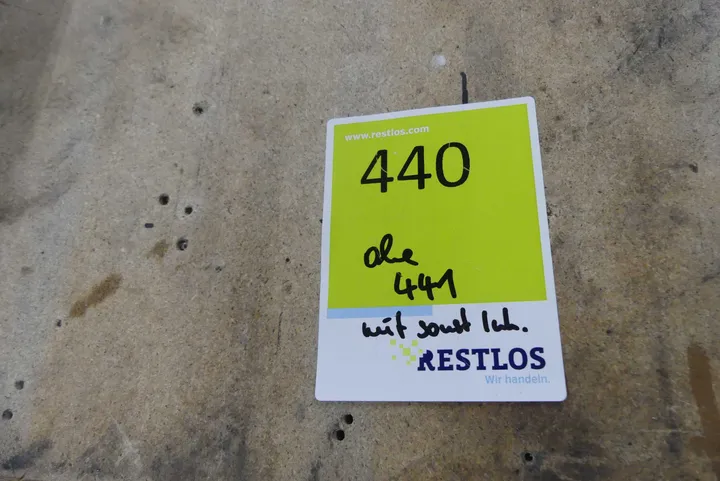 www.restlos.com
440
ohne
441
mit sonst Inh.
RESTLOS
Wir handeln.